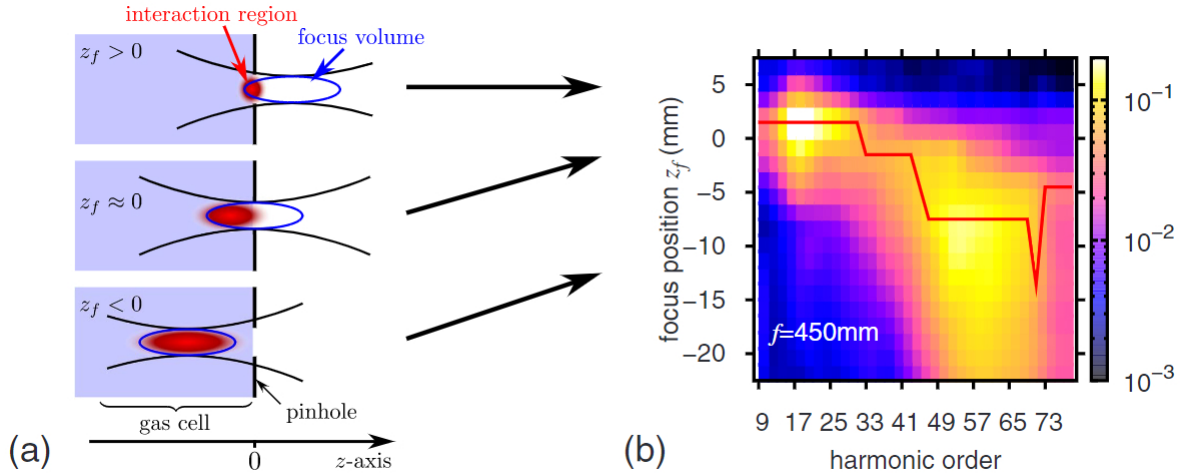 interaction region
focus volume
z_f > 0
z_f ≈ 0
z_f < 0
pinhole
gas cell
0
z-axis
(a)
5
0
−5
−10
−15
−20
focus position z_f (mm)
f=450mm
9 17 25 33 41 49 57 65 73
harmonic order
10^−1
10^−2
10^−3
(b)